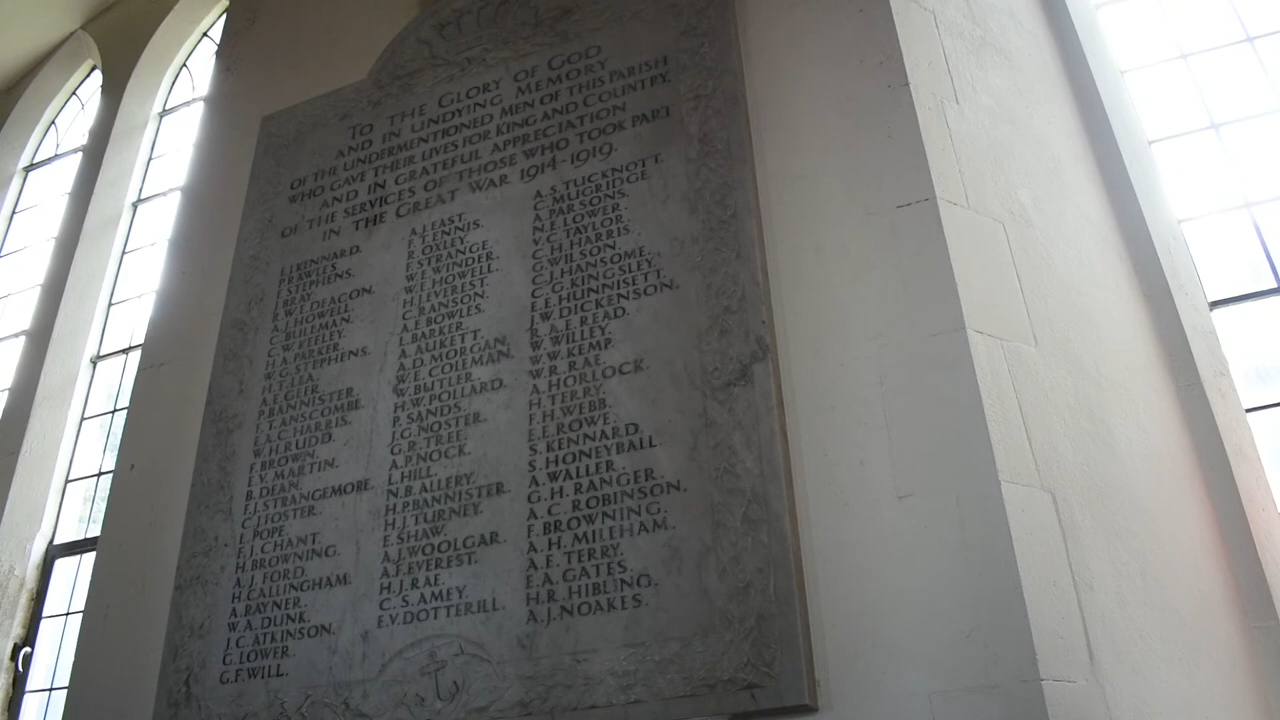 TO THE GLORY OF GOD
AND IN UNDYING MEMORY
OF THE UNDERMENTIONED MEN OF THIS PARISH
WHO GAVE THEIR LIVES FOR KING AND COUNTRY.
AND IN GRATEFUL APPRECIATION
OF THE SERVICES OF THOSE WHO TOOK PART
IN THE GREAT WAR 1914-1919.
L.J.KENNARD.
P.RAWLES.
F.STEPHENS.
J.BRAY.
R.W.E.DEACON.
A.J.HOWELL.
C.BULEMAN.
C.W.KEELEY.
H.A.PARKER.
W.G.STEPHENS.
H.T.LEA.
A.E.GEER.
P.BANNISTER.
F.T.ANSCOMBE.
E.A.C.HARRIS.
W.H.RUDD.
F.BROWN.
E.V.MARTIN.
B.DEAN.
F.J.STRANGEMORE.
C.J.FOSTER.
L.POPE.
F.J.CHANT.
H.BROWNING.
A.J.FORD.
H.CALLINGHAM.
A.RAYNER.
W.A.DUNK.
J.C.ATKINSON.
G.LOWER.
G.F.WILL.
A.J.EAST.
F.T.ENNIS.
R.OXLEY.
F.STRANGE.
W.E.WINDER.
W.E.HOWELL.
H.J.EVEREST.
C.RANSON.
A.E.BOWLES.
L.BARKER.
A.AUKETT.
A.D.MORGAN.
W.E.COLEMAN.
W.BUTLER.
H.W.POLLARD.
P.SANDS.
J.G.NOSTER.
G.R.TREE.
A.P.NOCK.
L.HILL.
N.B.ALLERY.
H.P.BANNISTER.
H.J.TURNEY.
E.SHAW.
A.J.WOOLGAR.
A.F.EVEREST.
H.J.RAE.
C.S.AMEY.
E.V.DOTTERILL.
A.S.TUCKNOTT.
C.MUGRIDGE
A.PARSONS.
N.E.LOWER.
V.C.TAYLOR.
C.H.HARRIS.
G.WILSON.
C.J.HANSOME.
C.G.KINGSLEY.
E.E.HUNNISETT.
J.W.DICKENSON.
R.A.E.READ.
W.WILLEY.
W.W.KEMP.
W.R.RAE.
A.HORLOCK.
H.TERRY.
F.H.WEBB.
E.E.ROWE.
S.KENNARD.
S.HONEYBALL.
A.WALLER.
G.H.RANGER.
A.C.ROBINSON.
F.BROWNING.
A.H.MILEHAM.
A.E.TERRY.
E.A.GATES.
H.R.HIBLING.
A.J.NOAKES.